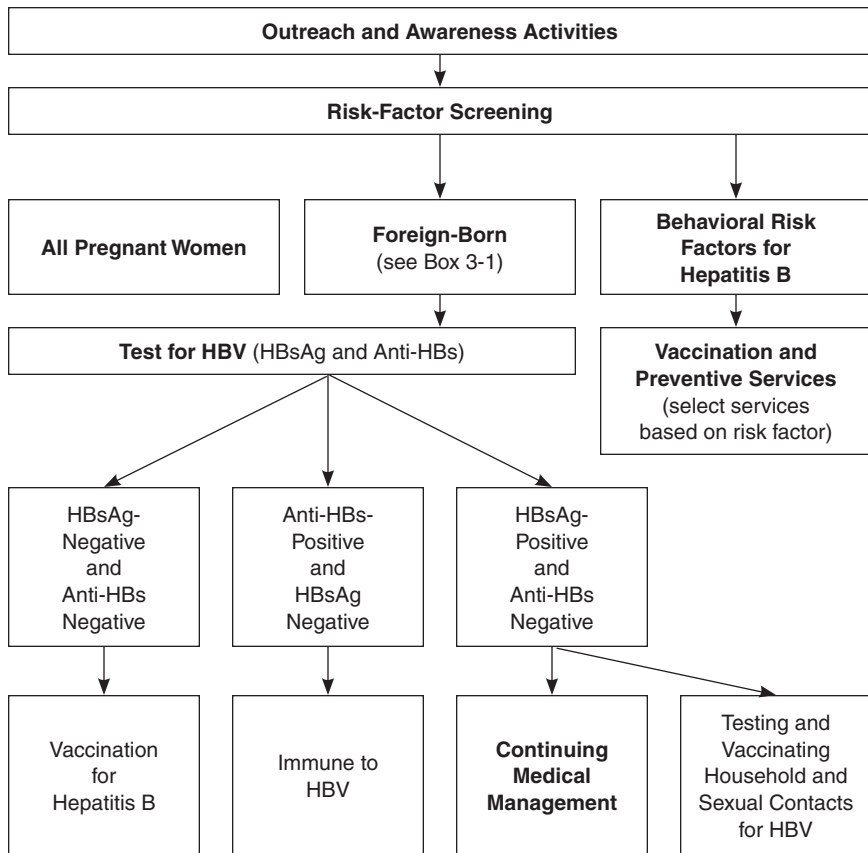 Outreach and Awareness Activities
Risk-Factor Screening
All Pregnant Women
Foreign-Born
(see Box 3-1)
Behavioral Risk
Factors for
Hepatitis B
Test for HBV (HBsAg and Anti-HBs)
Vaccination and
Preventive Services
(select services
based on risk factor)
HBsAg-
Negative
and
Anti-HBs
Negative
Anti-HBs-
Positive
and
HBsAg
Negative
HBsAg-
Positive
and
Anti-HBs
Negative
Vaccination
for
Hepatitis B
Immune to
HBV
Continuing
Medical
Management
Testing and
Vaccinating
Household and
Sexual Contacts
for HBV